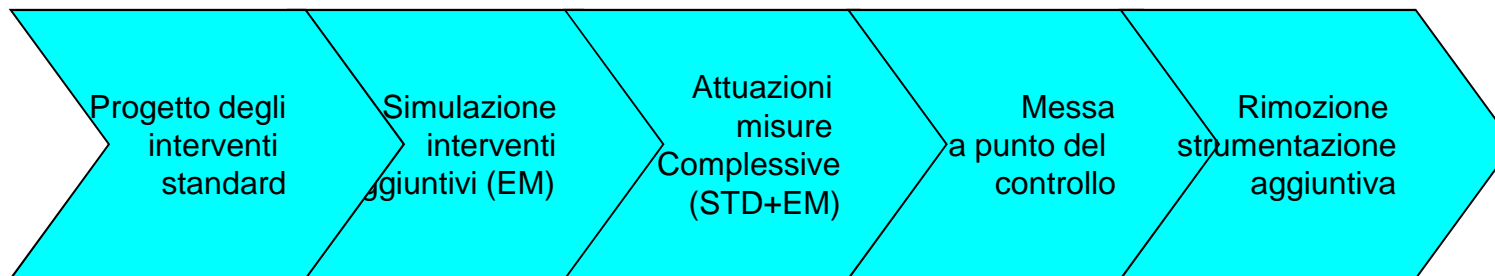 Progetto degli
interventi
standard
Simulazione
interventi
ggiuntivi (EM)
Attuazioni
misure
Complessive
(STD+EM)
Messa
a punto del
controllo
Rimozione
strumentazione
aggiuntiva